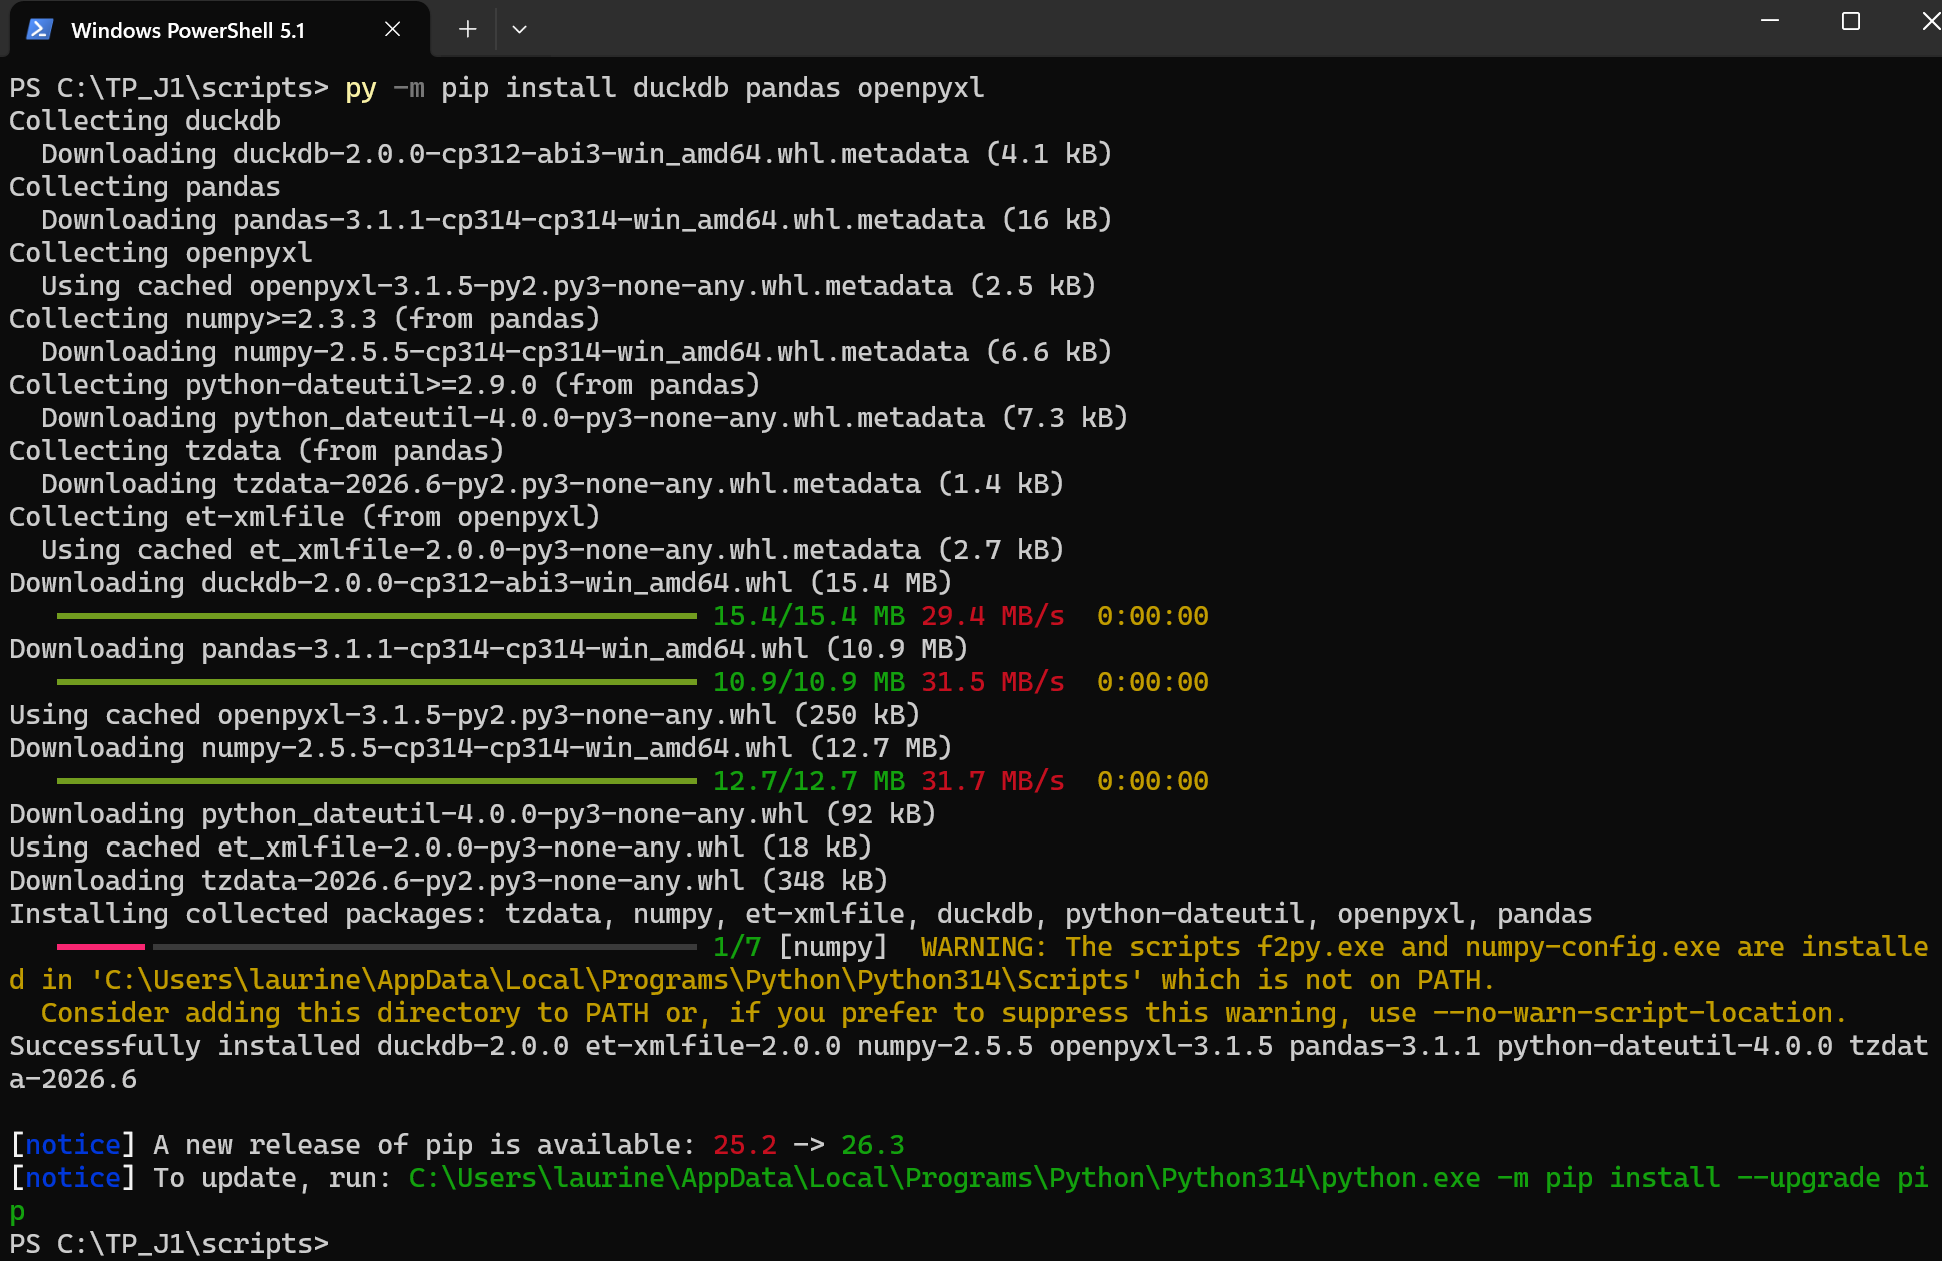 Windows PowerShell 5.1
PS C:\TP_J1\scripts> py -m pip install duckdb pandas openpyxl
Collecting duckdb
  Downloading duckdb-2.0.0-cp312-abi3-win_amd64.whl.metadata (4.1 kB)
Collecting pandas
  Downloading pandas-3.1.1-cp314-cp314-win_amd64.whl.metadata (16 kB)
Collecting openpyxl
  Using cached openpyxl-3.1.5-py2.py3-none-any.whl.metadata (2.5 kB)
Collecting numpy>=2.3.3 (from pandas)
  Downloading numpy-2.5.5-cp314-cp314-win_amd64.whl.metadata (6.6 kB)
Collecting python-dateutil>=2.9.0 (from pandas)
  Downloading python_dateutil-4.0.0-py3-none-any.whl.metadata (7.3 kB)
Collecting tzdata (from pandas)
  Downloading tzdata-2026.6-py2.py3-none-any.whl.metadata (1.4 kB)
Collecting et-xmlfile (from openpyxl)
  Using cached et_xmlfile-2.0.0-py3-none-any.whl.metadata (2.7 kB)
Downloading duckdb-2.0.0-cp312-abi3-win_amd64.whl (15.4 MB)
15.4/15.4 MB 29.4 MB/s  0:00:00
Downloading pandas-3.1.1-cp314-cp314-win_amd64.whl (10.9 MB)
10.9/10.9 MB 31.5 MB/s  0:00:00
Using cached openpyxl-3.1.5-py2.py3-none-any.whl (250 kB)
Downloading numpy-2.5.5-cp314-cp314-win_amd64.whl (12.7 MB)
12.7/12.7 MB 31.7 MB/s  0:00:00
Downloading python_dateutil-4.0.0-py3-none-any.whl (92 kB)
Using cached et_xmlfile-2.0.0-py3-none-any.whl (18 kB)
Downloading tzdata-2026.6-py2.py3-none-any.whl (348 kB)
Installing collected packages: tzdata, numpy, et-xmlfile, duckdb, python-dateutil, openpyxl, pandas
1/7 [numpy]  WARNING: The scripts f2py.exe and numpy-config.exe are installe
d in 'C:\Users\laurine\AppData\Local\Programs\Python\Python314\Scripts' which is not on PATH.
  Consider adding this directory to PATH or, if you prefer to suppress this warning, use --no-warn-script-location.
Successfully installed duckdb-2.0.0 et-xmlfile-2.0.0 numpy-2.5.5 openpyxl-3.1.5 pandas-3.1.1 python-dateutil-4.0.0 tzdat
a-2026.6
[notice] A new release of pip is available: 25.2 -> 26.3
[notice] To update, run: C:\Users\laurine\AppData\Local\Programs\Python\Python314\python.exe -m pip install --upgrade pi
p
PS C:\TP_J1\scripts>